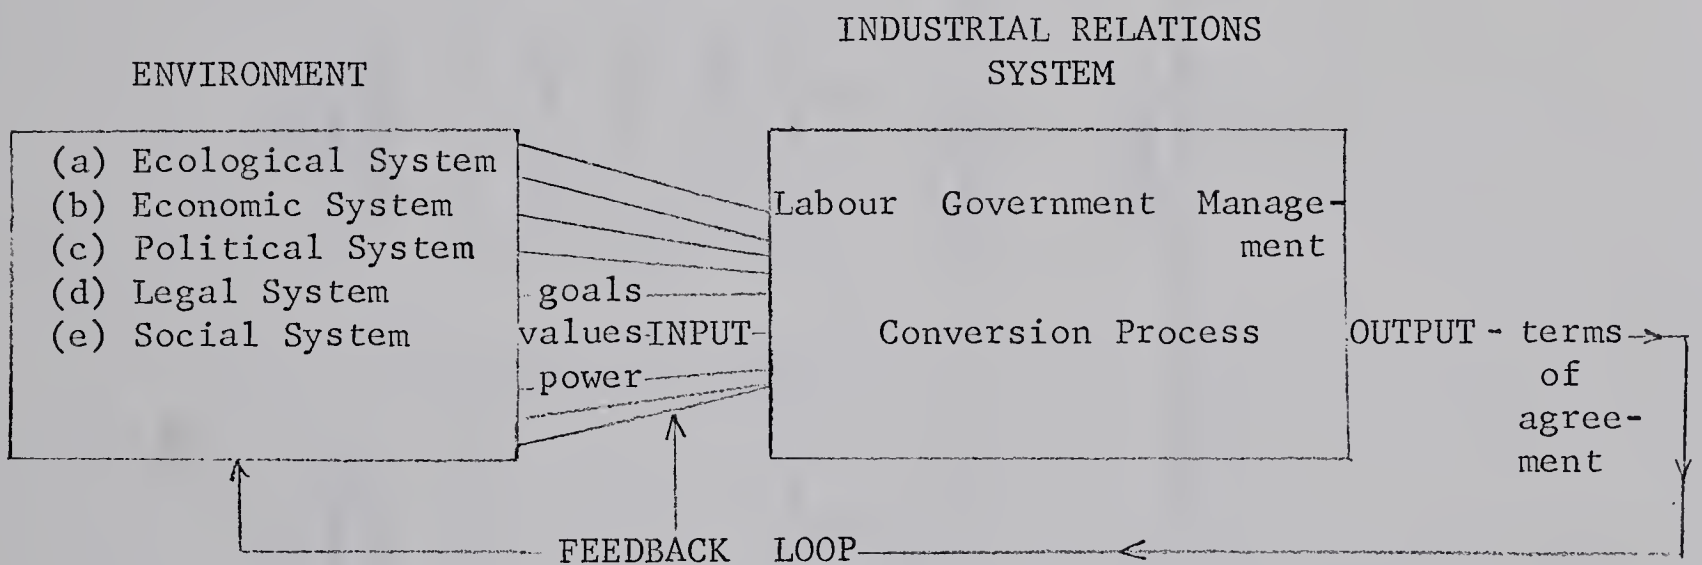 INDUSTRIAL RELATIONS
SYSTEM
ENVIRONMENT
(a) Ecological System
(b) Economic System
(c) Political System
(d) Legal System
(e) Social System
goals
values INPUT
power
Labour Government Manage-
ment
Conversion Process
OUTPUT - terms
of
agree-
ment
FEEDBACK LOOP